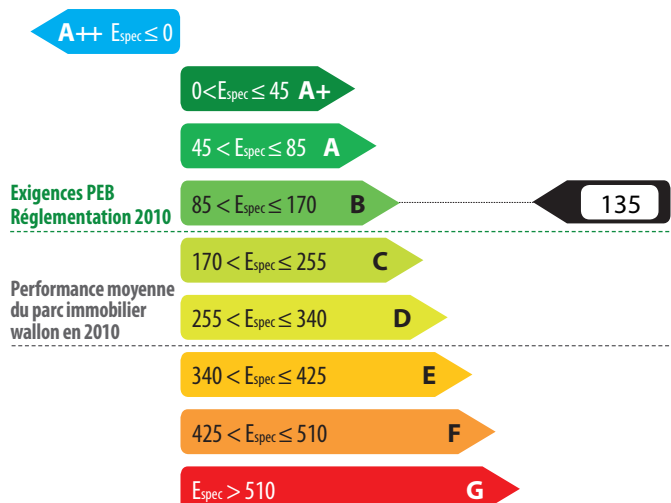 A++ Espec ≤ 0
0<Espec ≤ 45 A+
45 < Espec ≤ 85 A
Exigences PEB
Réglementation 2010
85 < Espec ≤ 170 B
135
170 < Espec ≤ 255 C
Performance moyenne
du parc immobilier
wallon en 2010
255 < Espec ≤ 340 D
340 < Espec ≤ 425 E
425 < Espec ≤ 510 F
Espec > 510 G